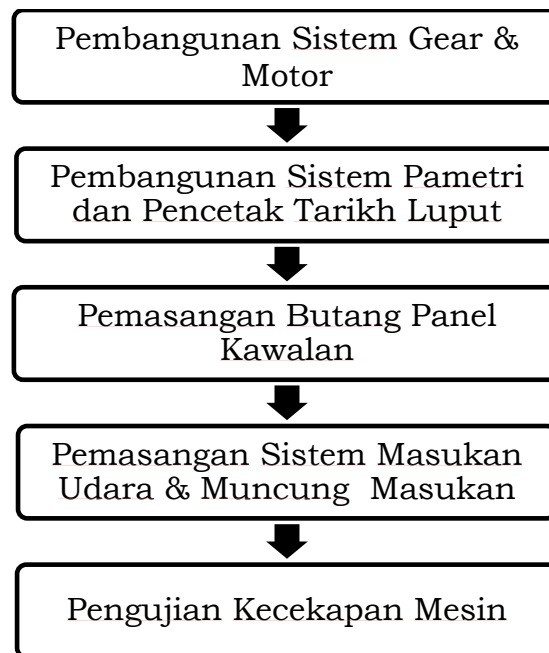 Pembangunan Sistem Gear &
Motor
Pembangunan Sistem Pametri
dan Pencetak Tarikh Luput
Pemasangan Butang Panel
Kawalan
Pemasangan Sistem Masukan
Udara & Muncung Masukan
Pengujian Kecekapan Mesin